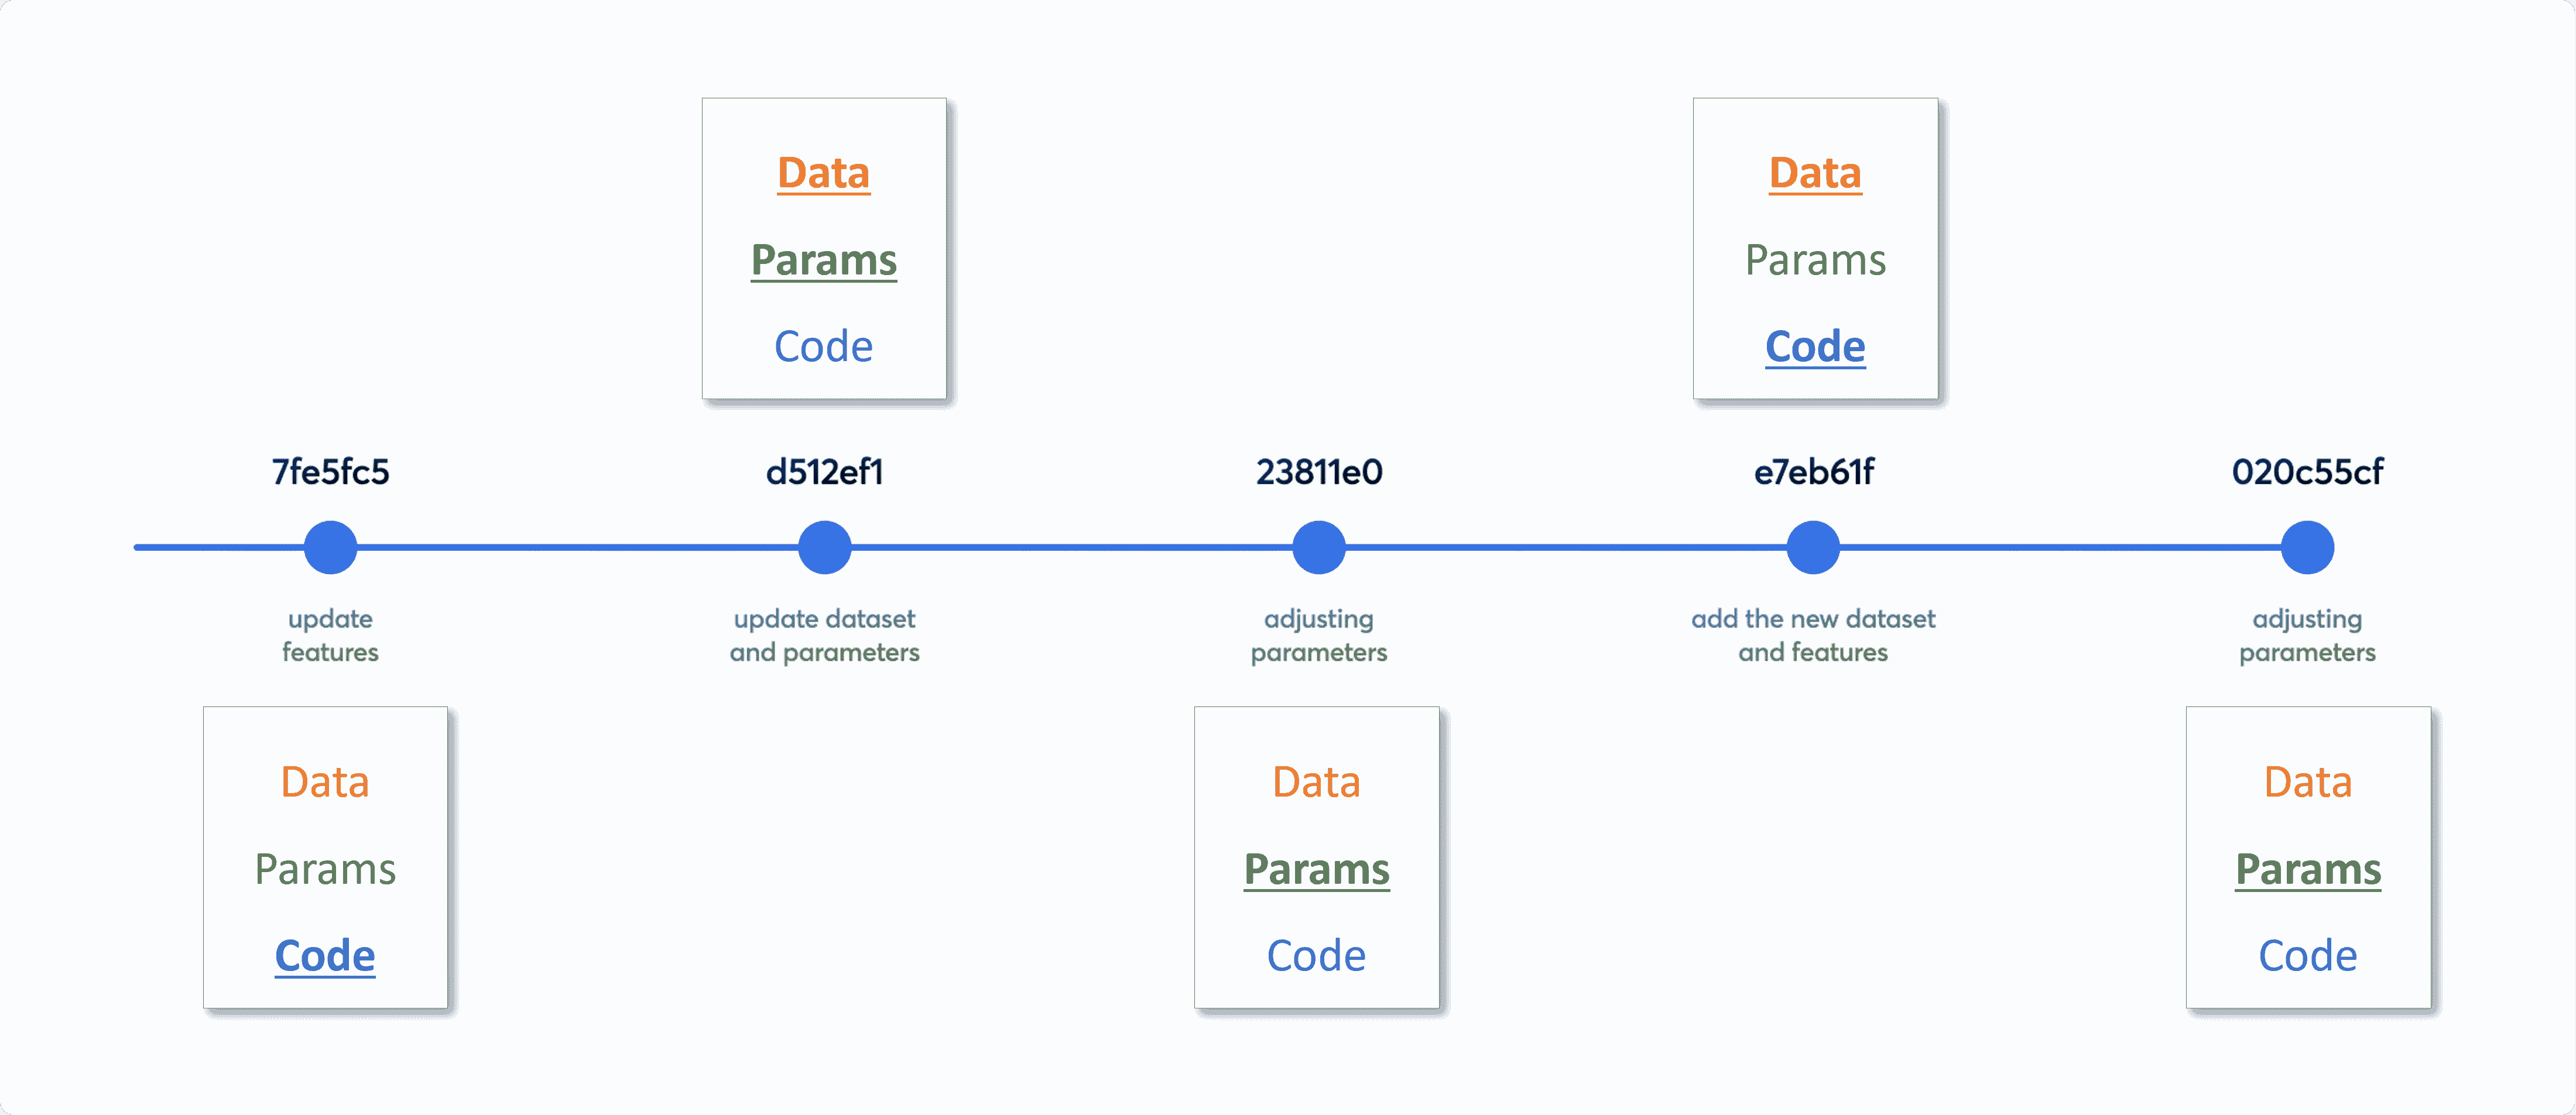 Data
Params
Code
Data
Params
Code
7fe5fc5
d512ef1
23811e0
e7eb61f
020c55cf
update
features
update dataset
and parameters
adjusting
parameters
add the new dataset
and features
adjusting
parameters
Data
Params
Code
Data
Params
Code
Data
Params
Code